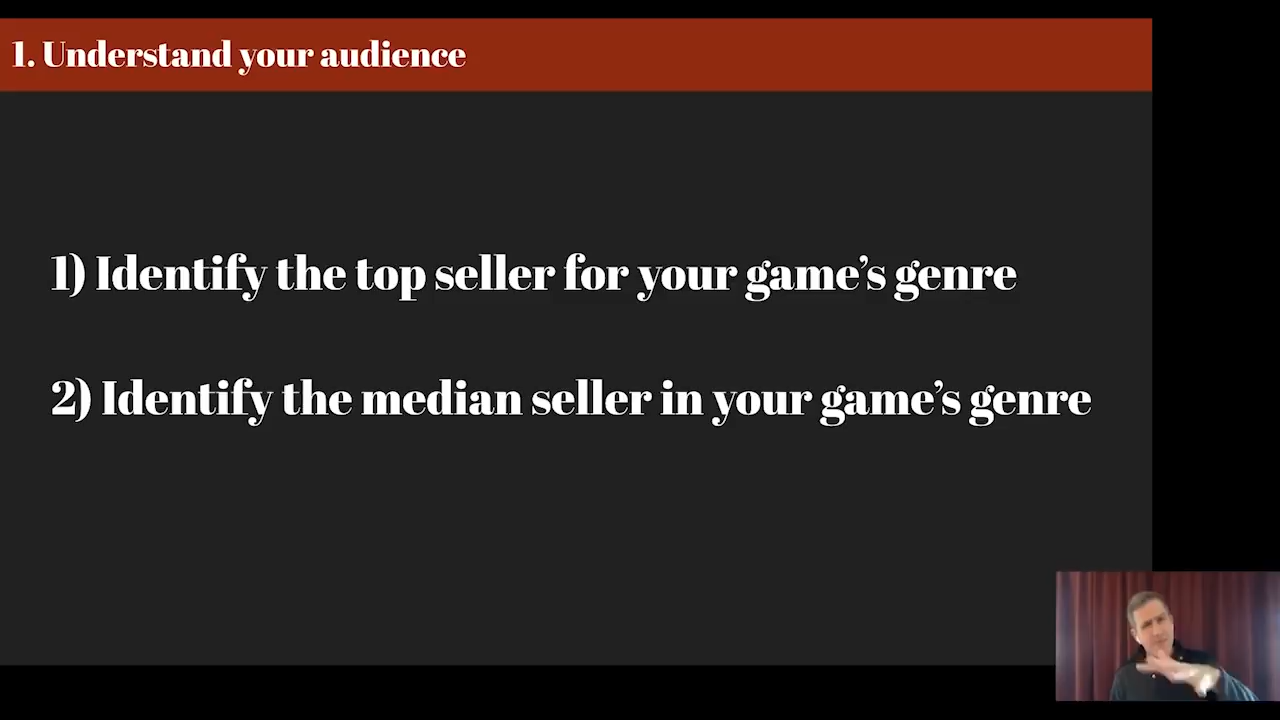 1. Understand your audience
1) Identify the top seller for your game’s genre
2) Identify the median seller in your game’s genre